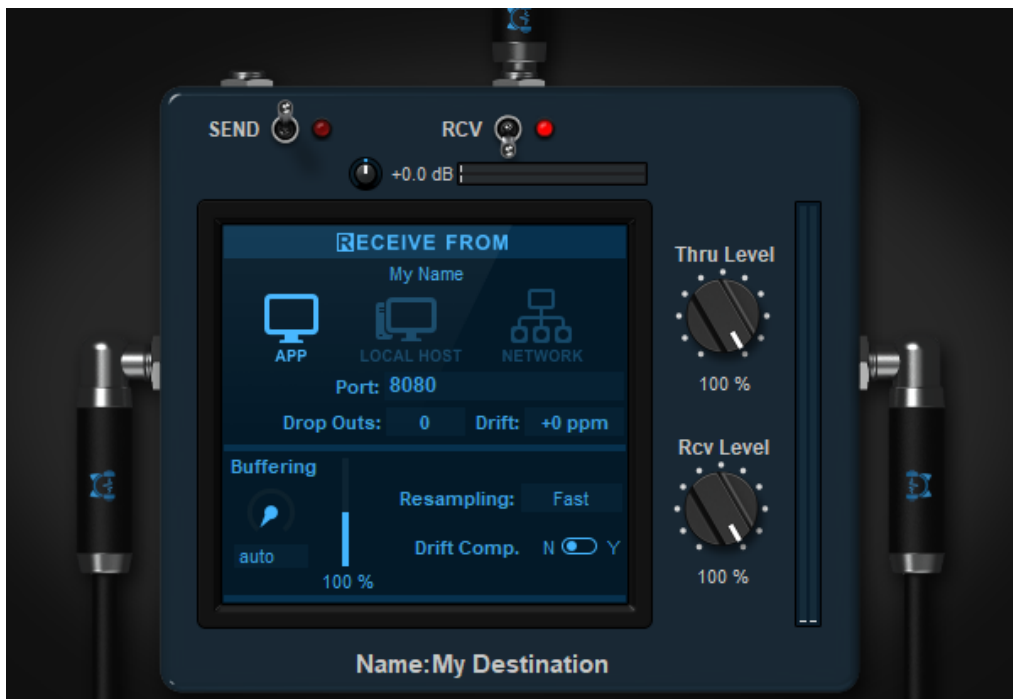 SEND
RCV
+0.0 dB
RECEIVE FROM
My Name
APP
LOCAL HOST
NETWORK
Port: 8080
Drop Outs: 0 Drift: +0 ppm
Buffering
auto
100 %
Resampling: Fast
Drift Comp. N Y
Thru Level
100 %
Rcv Level
100 %
Name:My Destination